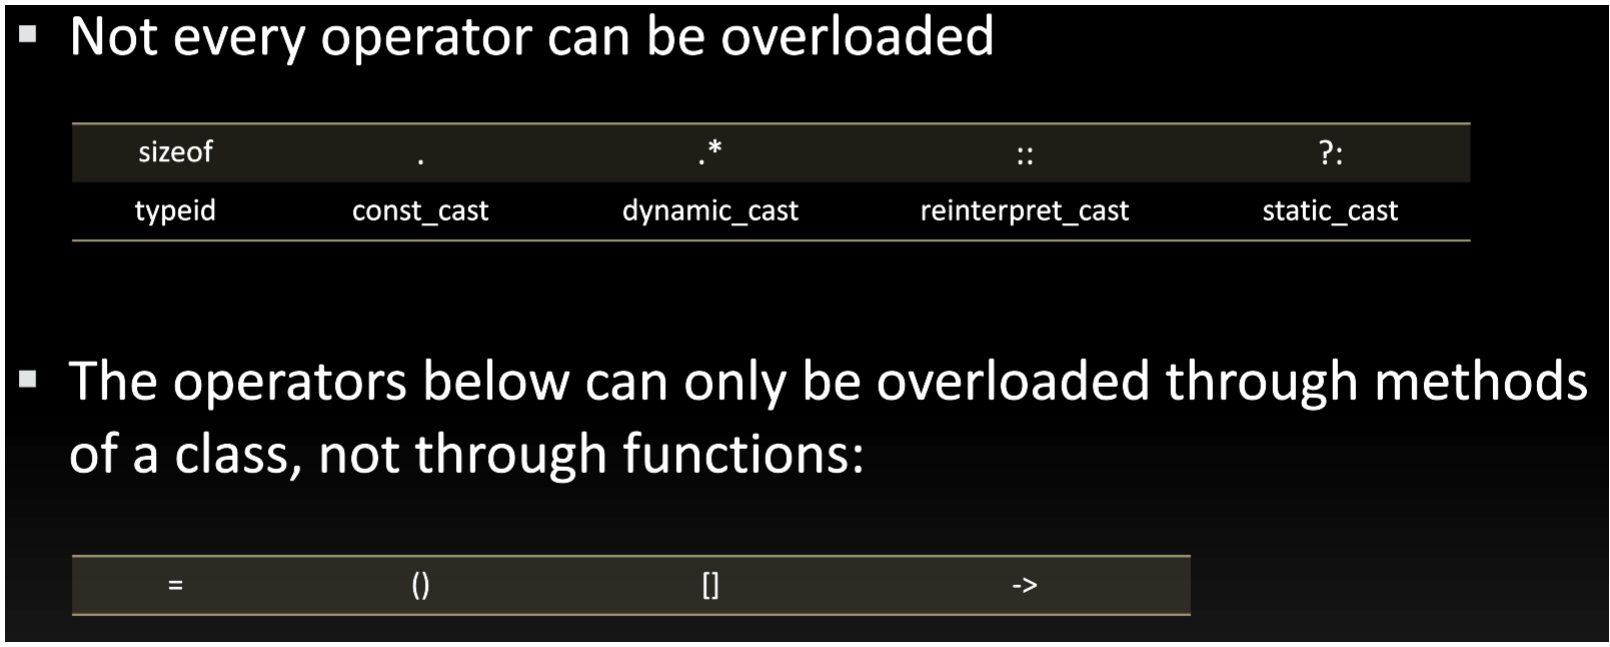 ▪ Not every operator can be overloaded
sizeof . .* :: ?:
typeid const_cast dynamic_cast reinterpret_cast static_cast
▪ The operators below can only be overloaded through methods
of a class, not through functions:
= () [] ->